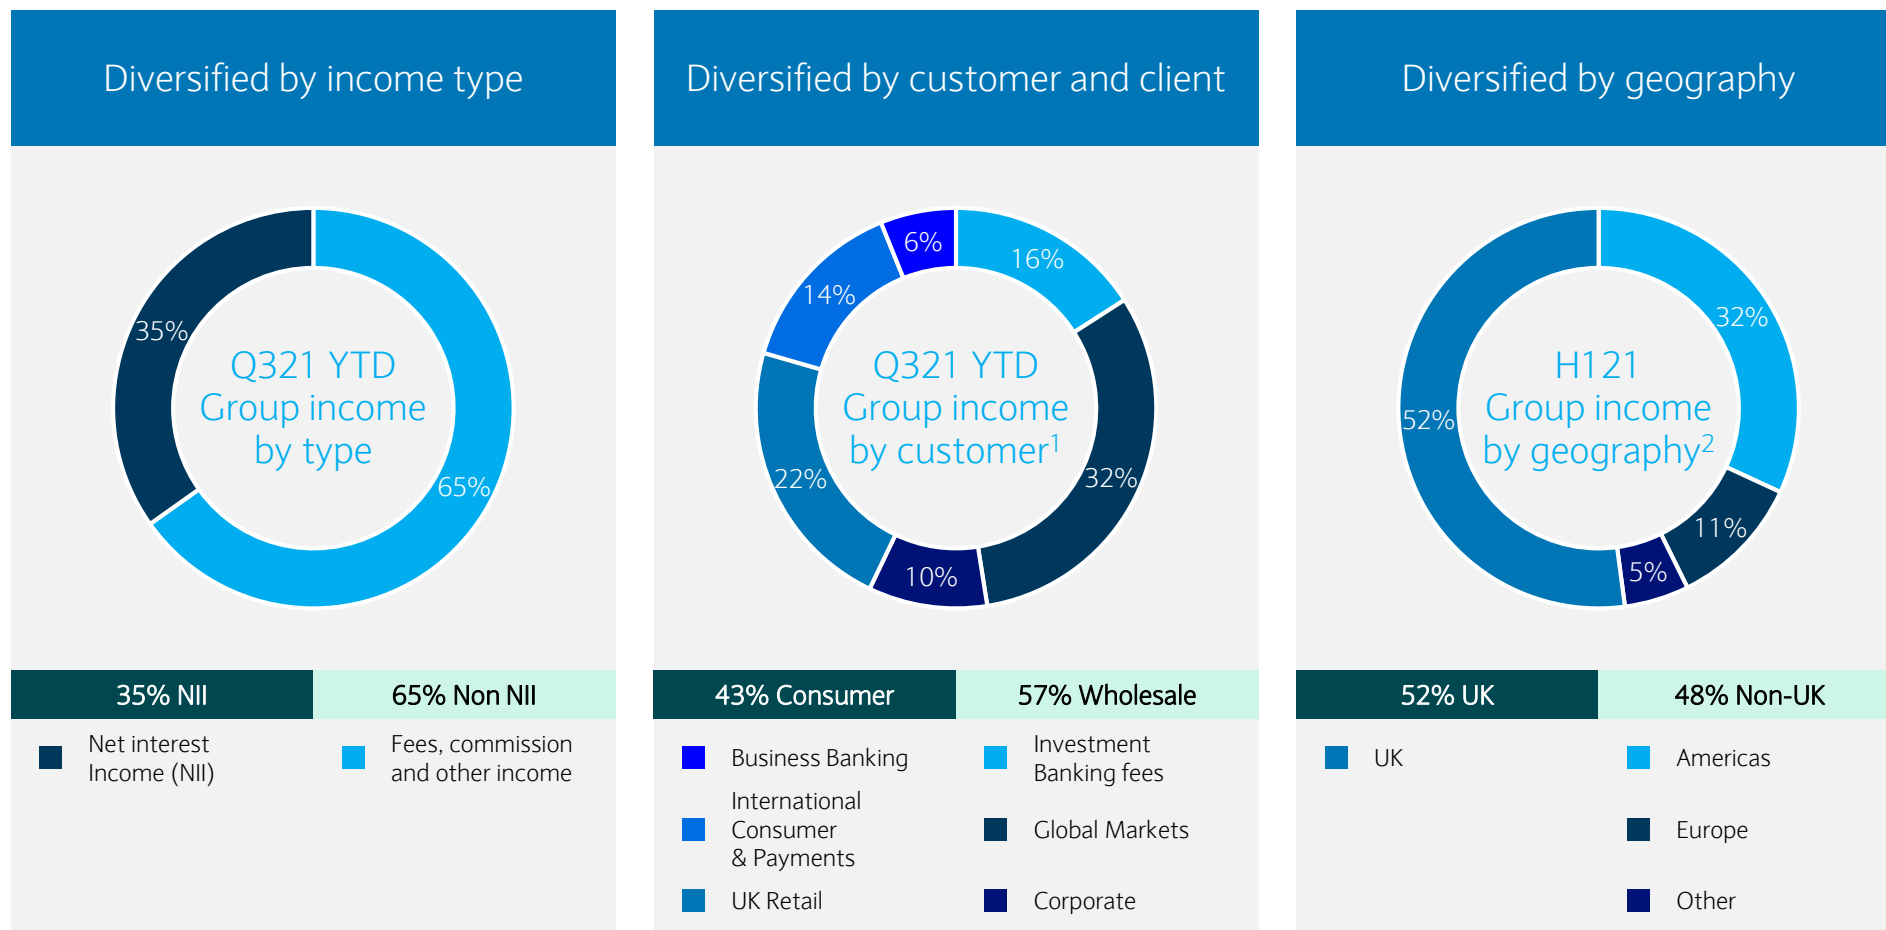 Diversified by income type
35%
65%
Q321 YTD
Group income
by type
35% NII
65% Non NII
Net interest
Income (NII)
Fees, commission
and other income
Diversified by customer and client
6%
16%
14%
32%
22%
10%
Q321 YTD
Group income
by customer1
43% Consumer
57% Wholesale
Business Banking
International
Consumer
& Payments
UK Retail
Investment
Banking fees
Global Markets
Corporate
Diversified by geography
32%
52%
11%
5%
H121
Group income
by geography2
52% UK
48% Non-UK
UK
Americas
Europe
Other